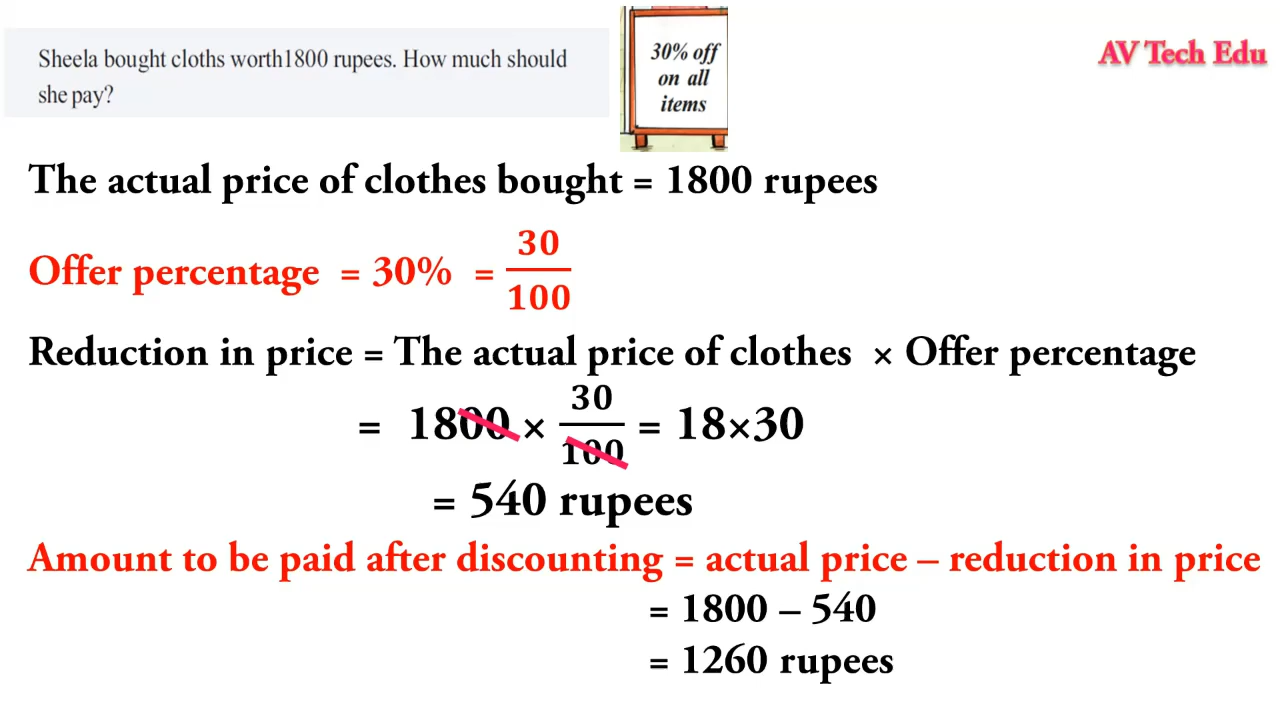 Sheela bought cloths worth1800 rupees. How much should
she pay?
30% off
on all
items
AV Tech Edu
The actual price of clothes bought = 1800 rupees
Offer percentage = 30% = 30/100
Reduction in price = The actual price of clothes × Offer percentage
= 1800 × 30/100 = 18×30
= 540 rupees
Amount to be paid after discounting = actual price – reduction in price
= 1800 – 540
= 1260 rupees